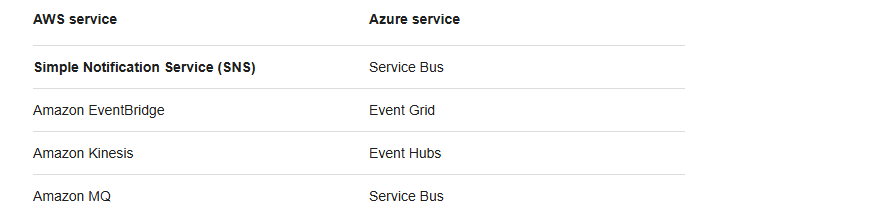 AWS service Azure service
Simple Notification Service (SNS) Service Bus
Amazon EventBridge Event Grid
Amazon Kinesis Event Hubs
Amazon MQ Service Bus